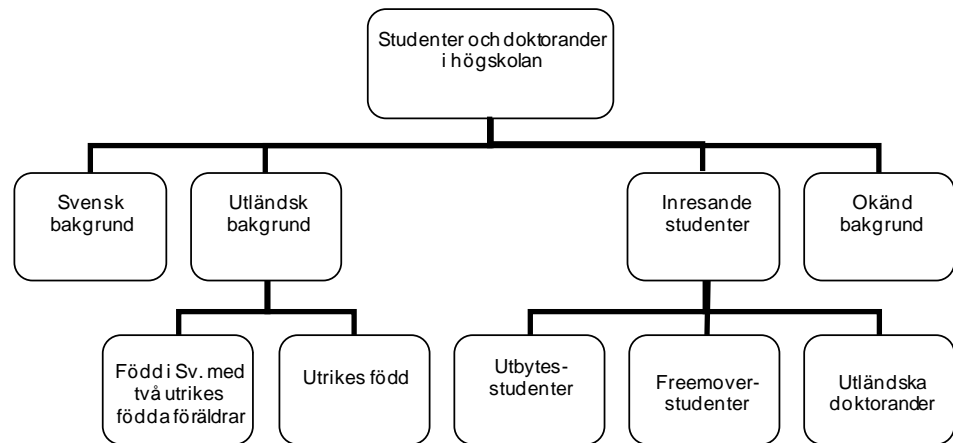 Studenter och doktorander
i högskolan
Svensk
bakgrund
Utländsk
bakgrund
Inresande
studenter
Okänd
bakgrund
Född i Sv. med
två utrikes
födda föräldrar
Utrikes född
Utbytes-
studenter
Freemover-
studenter
Utländska
doktorander